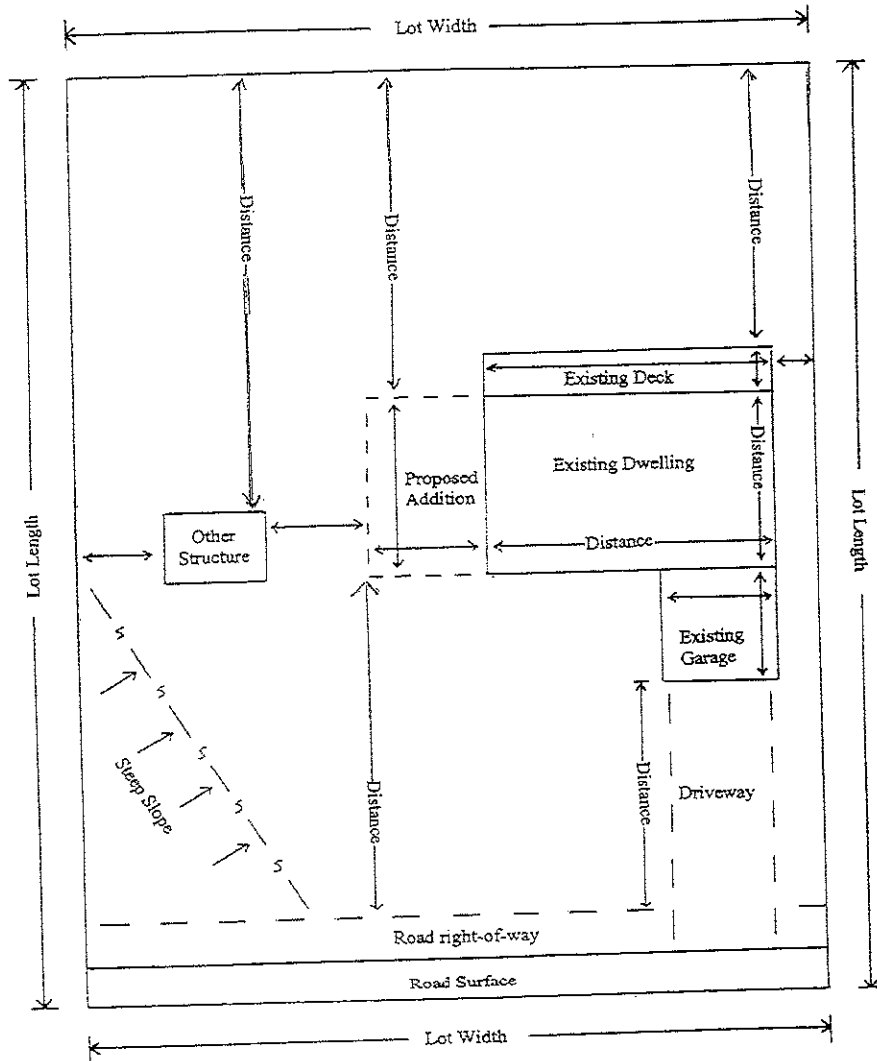 Lot Width
Distance
Distance
Distance
Existing Deck
Existing Dwelling
Distance
Proposed
Addition
Other
Structure
Distance
Lot Length
Lot Length
Existing
Garage
S
S
S
S
S
Steep Slope
Distance
Distance
Driveway
Road right-of-way
Road Surface
Lot Width